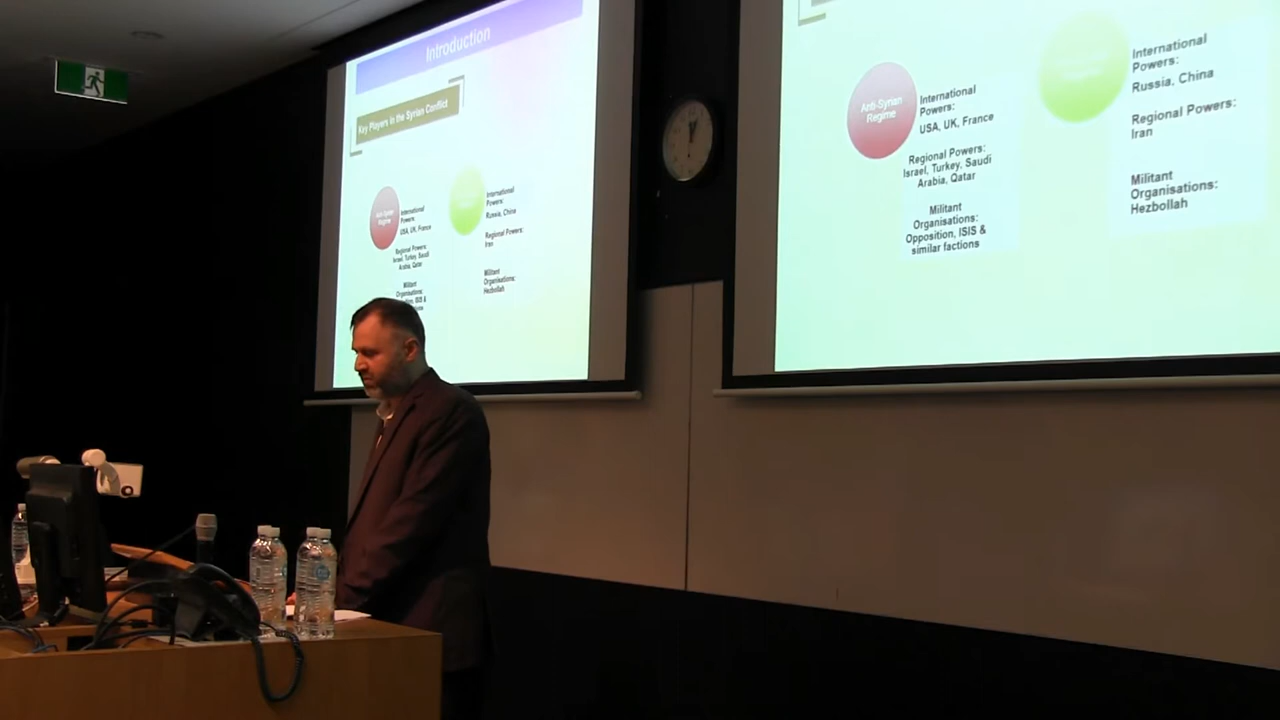 Introduction
Key Players in the Syrian Conflict
Anti-Syrian
Regime
International
Powers:
USA, UK, France
Regional Powers:
Israel, Turkey, Saudi
Arabia, Qatar
Militant
International
Powers:
Russia, China
Regional Powers:
Iran
Militant
Organisations:
Hezbollah
Anti-Syrian
Regime
International
Powers:
USA, UK, France
Regional Powers:
Israel, Turkey, Saudi
Arabia, Qatar
Militant
Organisations:
Opposition, ISIS &
similar factions
International
Powers:
Russia, China
Regional Powers:
Iran
Militant
Organisations:
Hezbollah